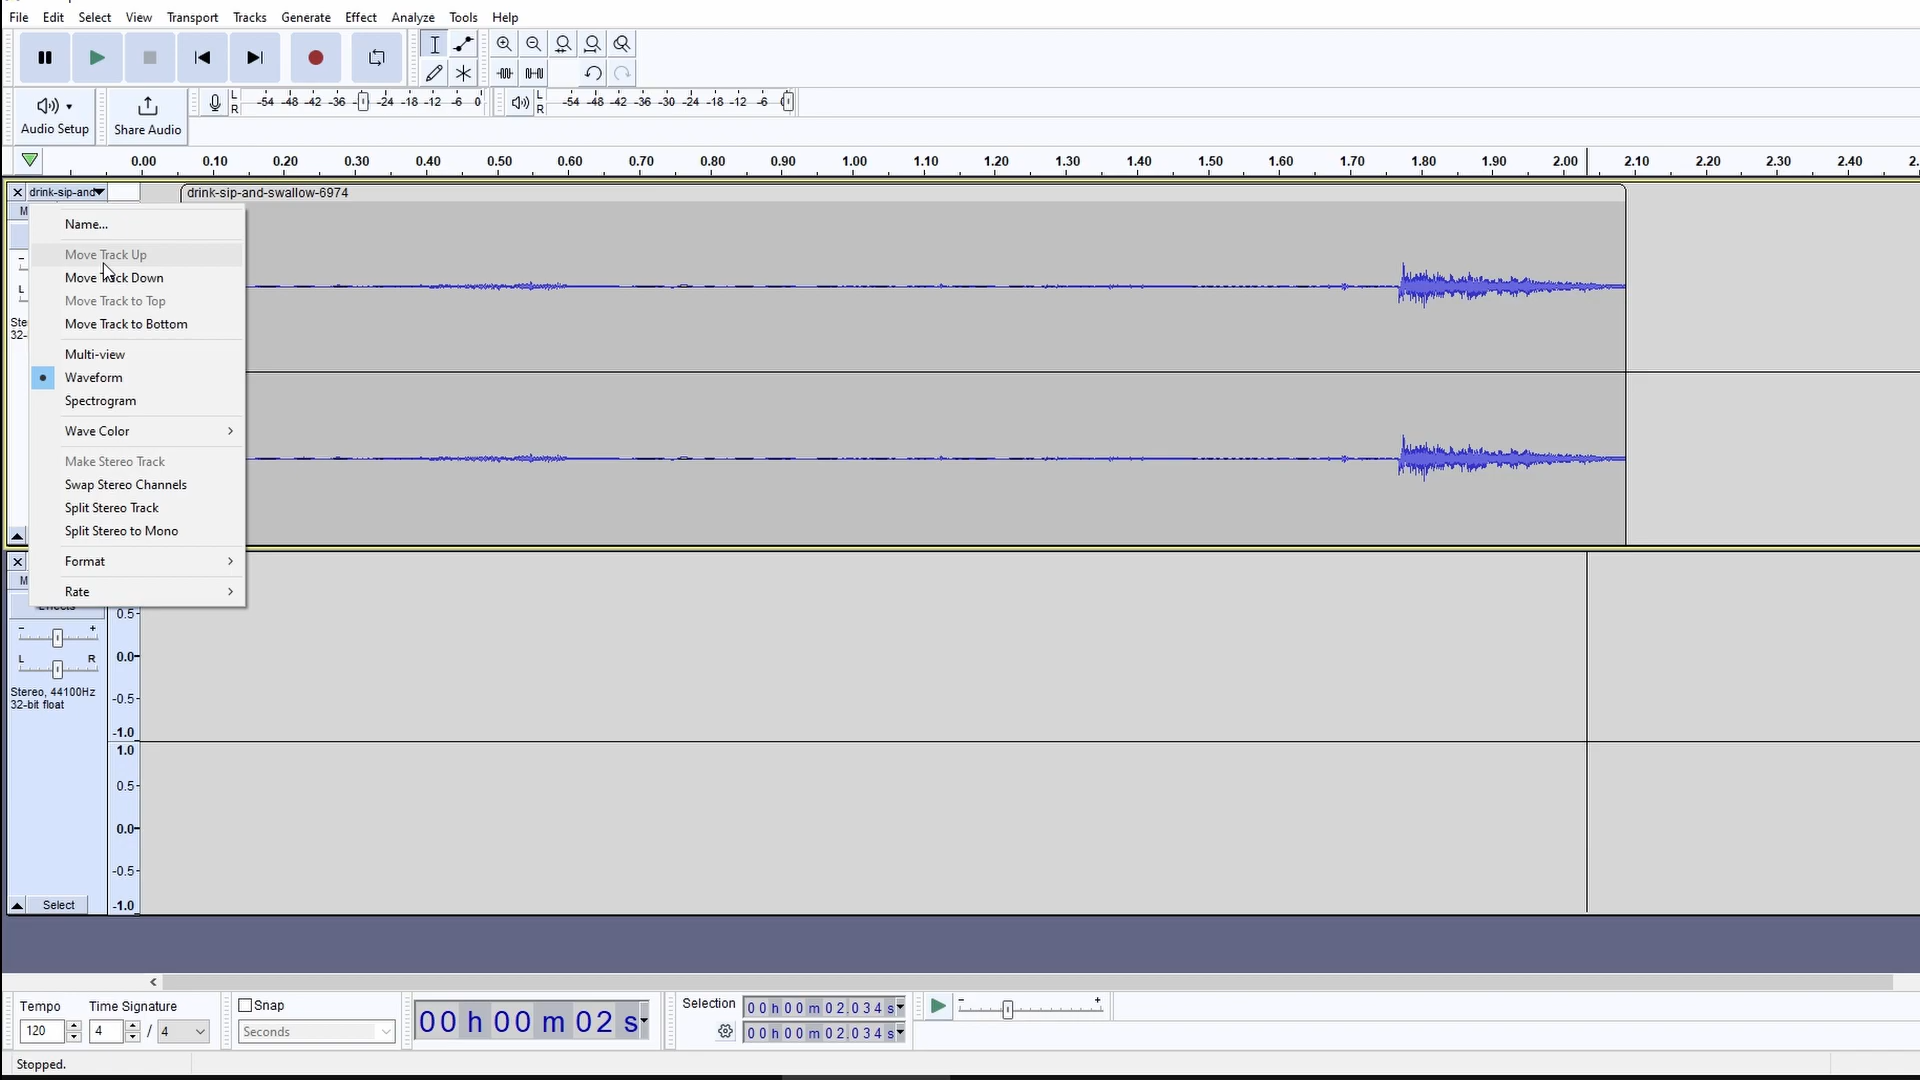 File Edit Select View Transport Tracks Generate Effect Analyze Tools Help
L
R
-54 -48 -42 -36 -24 -18 -12 -6 0
L
R
-54 -48 -42 -36 -30 -24 -18 -12 -6
Audio Setup
Share Audio
0.00 0.10 0.20 0.30 0.40 0.50 0.60 0.70 0.80 0.90 1.00 1.10 1.20 1.30 1.40 1.50 1.60 1.70 1.80 1.90 2.00 2.10 2.20 2.30 2.40 2.
drink-sip-and
drink-sip-and-swallow-6974
M
Name...
Move Track Up
Move Track Down
Move Track to Top
Move Track to Bottom
L
Ste
32-
Multi-view
Waveform
Spectrogram
Wave Color
Make Stereo Track
Swap Stereo Channels
Split Stereo Track
Split Stereo to Mono
Format
Rate
M
Effects
- +
L R
Stereo, 44100Hz
32-bit float
Select
0.5
0.0
-0.5
-1.0
1.0
0.5
0.0
-0.5
-1.0
Tempo
120
Time Signature
4 / 4
Snap
Seconds
00 h 00 m 02 s
Selection
00 h 00 m 02.034 s
00 h 00 m 02.034 s
- +
Stopped.